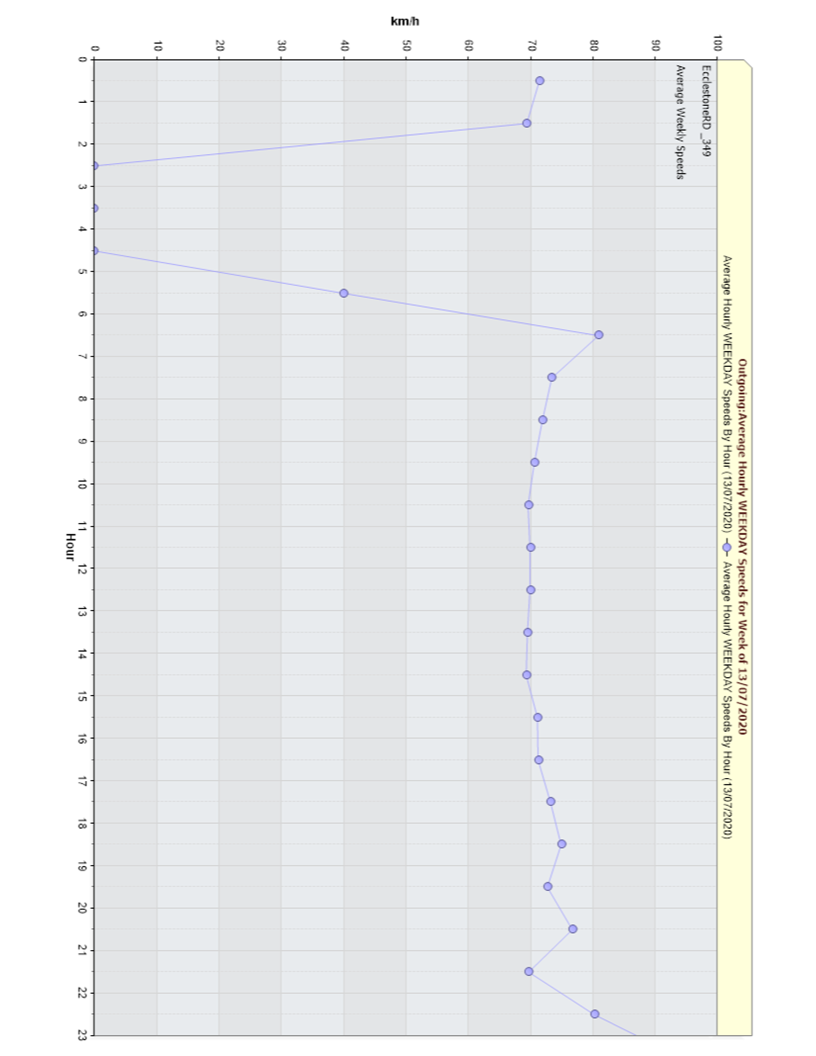 Outgoing:Average Hourly WEEKDAY Speeds for Week of 13/07/2020
Average Hourly WEEKDAY Speeds By Hour (13/07/2020) Average Hourly WEEKDAY Speeds By Hour (13/07/2020)
EcclestoneRD _349
Average Weekly Speeds
km/h
100
90
80
70
60
50
40
30
20
10
0
0 1 2 3 4 5 6 7 8 9 10 11 12 13 14 15 16 17 18 19 20 21 22 23
Hour